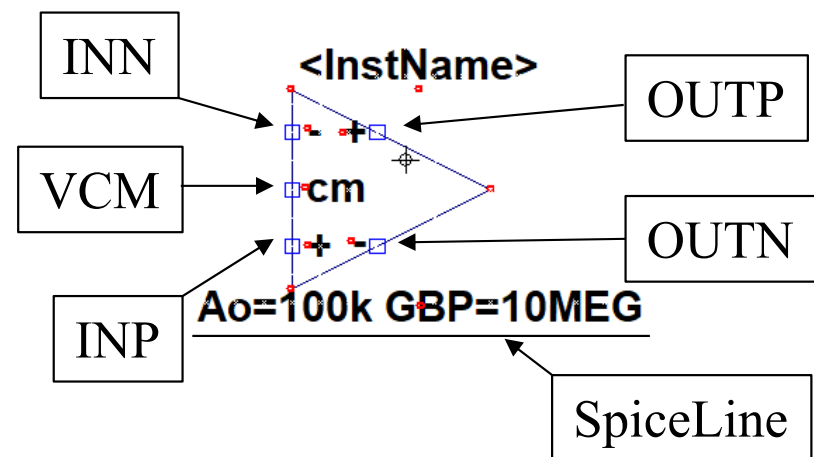 INN
<InstName>
OUTP
- +
VCM
cm
OUTN
+ -
INP
Ao=100k GBP=10MEG
SpiceLine